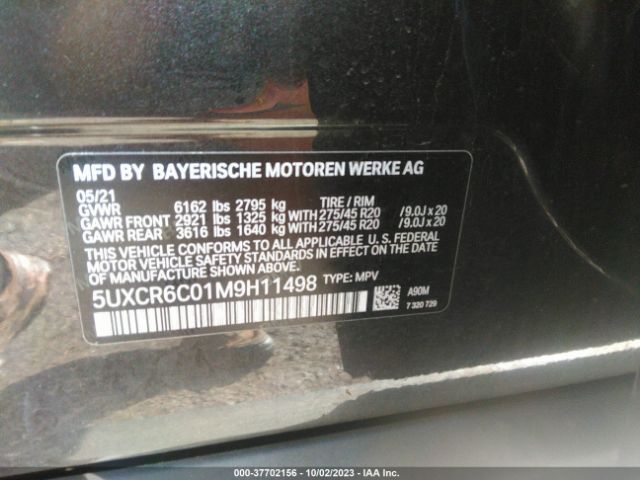 MFD BY BAYERISCHE MOTOREN WERKE AG
05/21
GVWR 6162 lbs 2795 kg TIRE / RIM
GAWR FRONT 2921 lbs 1325 kg WITH 275/45 R20 /9.0J x 20
GAWR REAR 3616 lbs 1640 kg WITH 275/45 R20 /9.0J x 20
THIS VEHICLE CONFORMS TO ALL APPLICABLE U. S. FEDERAL
MOTOR VEHICLE SAFETY STANDARDS IN EFFECT ON THE DATE
OF MANUFACTURE SHOWN ABOVE.
5UXCR6C01M9H11498 TYPE: MPV
A90M
7 320 729
000-37702156 - 10/02/2023 - IAA Inc.